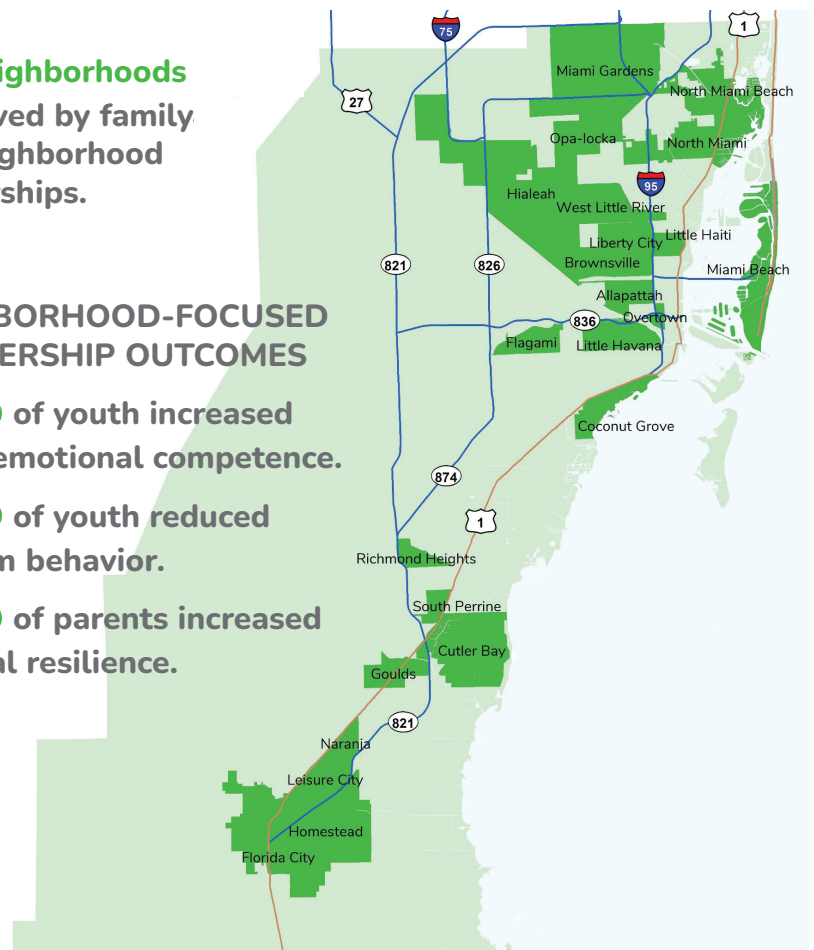 ighborhoods
ved by family
ighborhood
rships.
BORHOOD-FOCUSED
ERSHIP OUTCOMES
of youth increased
emotional competence.
of youth reduced
m behavior.
of parents increased
al resilience.
1
75
Miami Gardens
27
North Miami Beach
Opa-locka
North Miami
95
Hialeah
West Little River
Little Haiti
Liberty City
821
826
Brownsville
Miami Beach
Allapattah
836
Overtown
Flagami
Little Havana
Coconut Grove
874
1
Richmond Heights
South Perrine
Cutler Bay
Goulds
821
Naranja
Leisure City
Homestead
Florida City